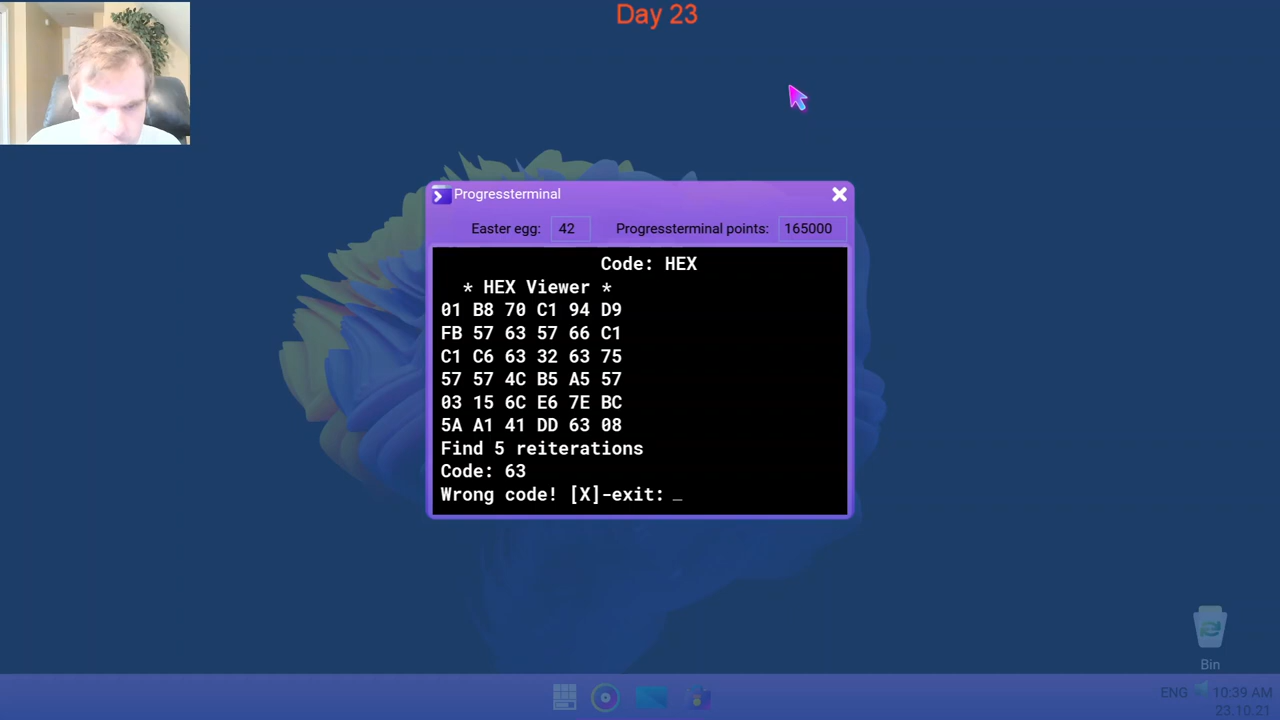 Day 23
Progressterminal
Easter egg: 42 Progressterminal points: 165000
Code: HEX
* HEX Viewer *
01 B8 70 C1 94 D9
FB 57 63 57 66 C1
C1 C6 63 32 63 75
57 57 4C B5 A5 57
03 15 6C E6 7E BC
5A A1 41 DD 63 08
Find 5 reiterations
Code: 63
Wrong code! [X]-exit: _
Bin
ENG 10:39 AM
23.10.21